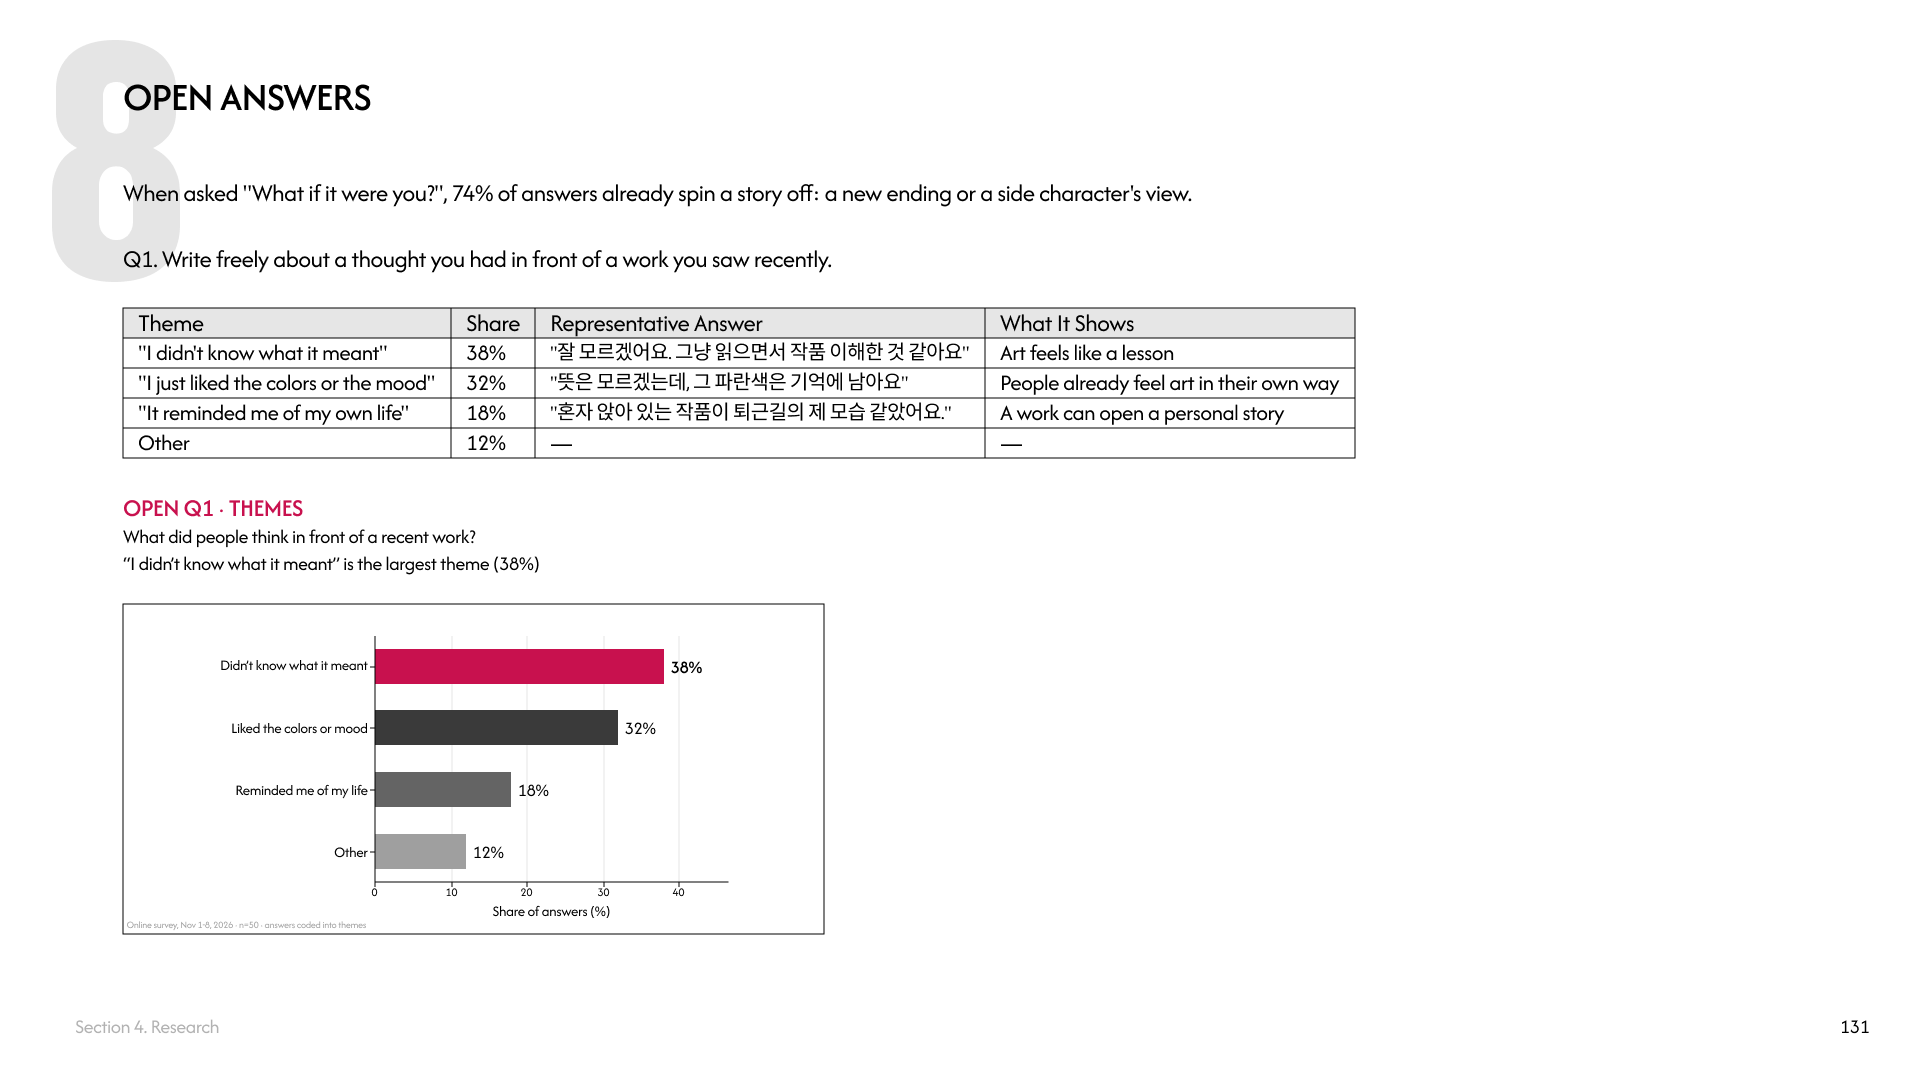 8
OPEN ANSWERS
When asked "What if it were you?", 74% of answers already spin a story off: a new ending or a side character's view.
Q1. Write freely about a thought you had in front of a work you saw recently.
Theme Share Representative Answer What It Shows
"I didn't know what it meant" 38% "잘 모르겠어요. 그냥 읽으면서 작품 이해한 것 같아요" Art feels like a lesson
"I just liked the colors or the mood" 32% "뜻은 모르겠는데, 그 파란색은 기억에 남아요" People already feel art in their own way
"It reminded me of my own life" 18% "혼자 앉아 있는 작품이 퇴근길의 제 모습 같았어요." A work can open a personal story
Other 12% — —
OPEN Q1 · THEMES
What did people think in front of a recent work?
“I didn’t know what it meant” is the largest theme (38%)
Didn’t know what it meant 38%
Liked the colors or mood 32%
Reminded me of my life 18%
Other 12%
0 10 20 30 40
Share of answers (%)
Online survey, Nov 1-8, 2026 · n=50 · answers coded into themes
Section 4. Research
131